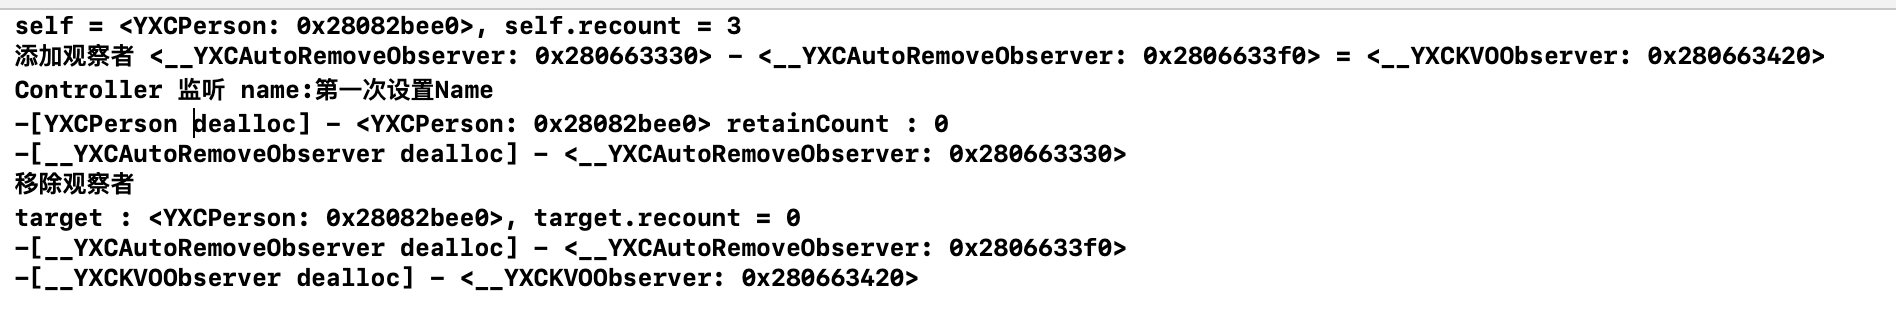 self = <YXCPerson: 0x28082bee0>, self.recount = 3
添加观察者 <__YXCAutoRemoveObserver: 0x280663330> - <__YXCAutoRemoveObserver: 0x2806633f0> = <__YXCKVOObserver: 0x280663420>
Controller 监听 name:第一次设置Name
-[YXCPerson dealloc] - <YXCPerson: 0x28082bee0> retainCount : 0
-[__YXCAutoRemoveObserver dealloc] - <__YXCAutoRemoveObserver: 0x280663330>
移除观察者
target : <YXCPerson: 0x28082bee0>, target.recount = 0
-[__YXCAutoRemoveObserver dealloc] - <__YXCAutoRemoveObserver: 0x2806633f0>
-[__YXCKVOObserver dealloc] - <__YXCKVOObserver: 0x280663420>